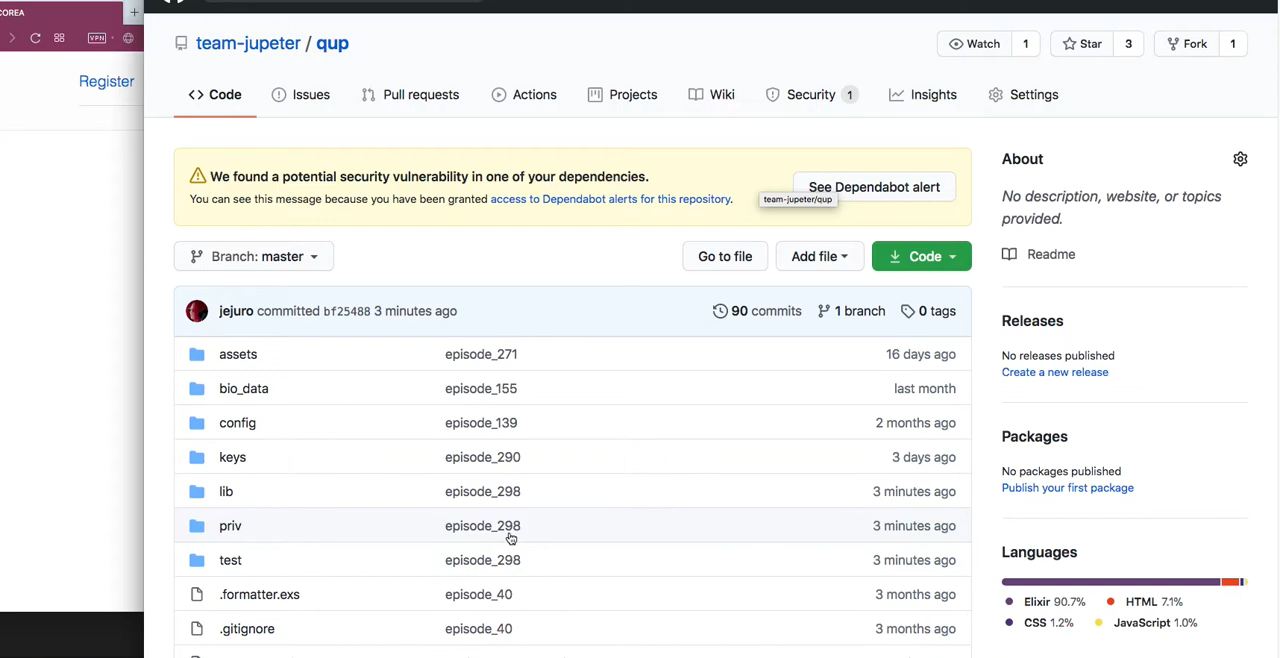 COREA
VPN
Register
team-jupeter / qup
Watch 1 Star 3 Fork 1
Code Issues Pull requests Actions Projects Wiki Security 1 Insights Settings
We found a potential security vulnerability in one of your dependencies.
You can see this message because you have been granted access to Dependabot alerts for this repository.
See Dependabot alert
team-jupeter/qup
Branch: master
Go to file
Add file
Code
jejuro committed bf25488 3 minutes ago 90 commits 1 branch 0 tags
assets episode_271 16 days ago
bio_data episode_155 last month
config episode_139 2 months ago
keys episode_290 3 days ago
lib episode_298 3 minutes ago
priv episode_298 3 minutes ago
test episode_298 3 minutes ago
.formatter.exs episode_40 3 months ago
.gitignore episode_40 3 months ago
About
No description, website, or topics
provided.
Readme
Releases
No releases published
Create a new release
Packages
No packages published
Publish your first package
Languages
Elixir 90.7% HTML 7.1%
CSS 1.2% JavaScript 1.0%